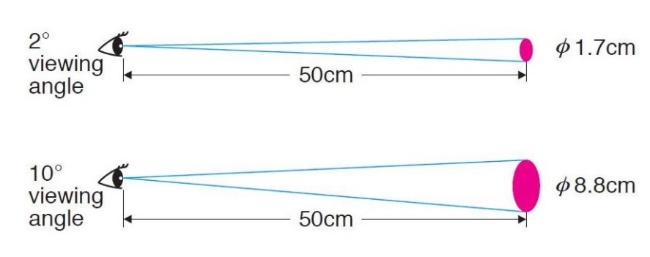 2°
viewing
angle
50cm
ϕ1.7cm
10°
viewing
angle
50cm
ϕ8.8cm